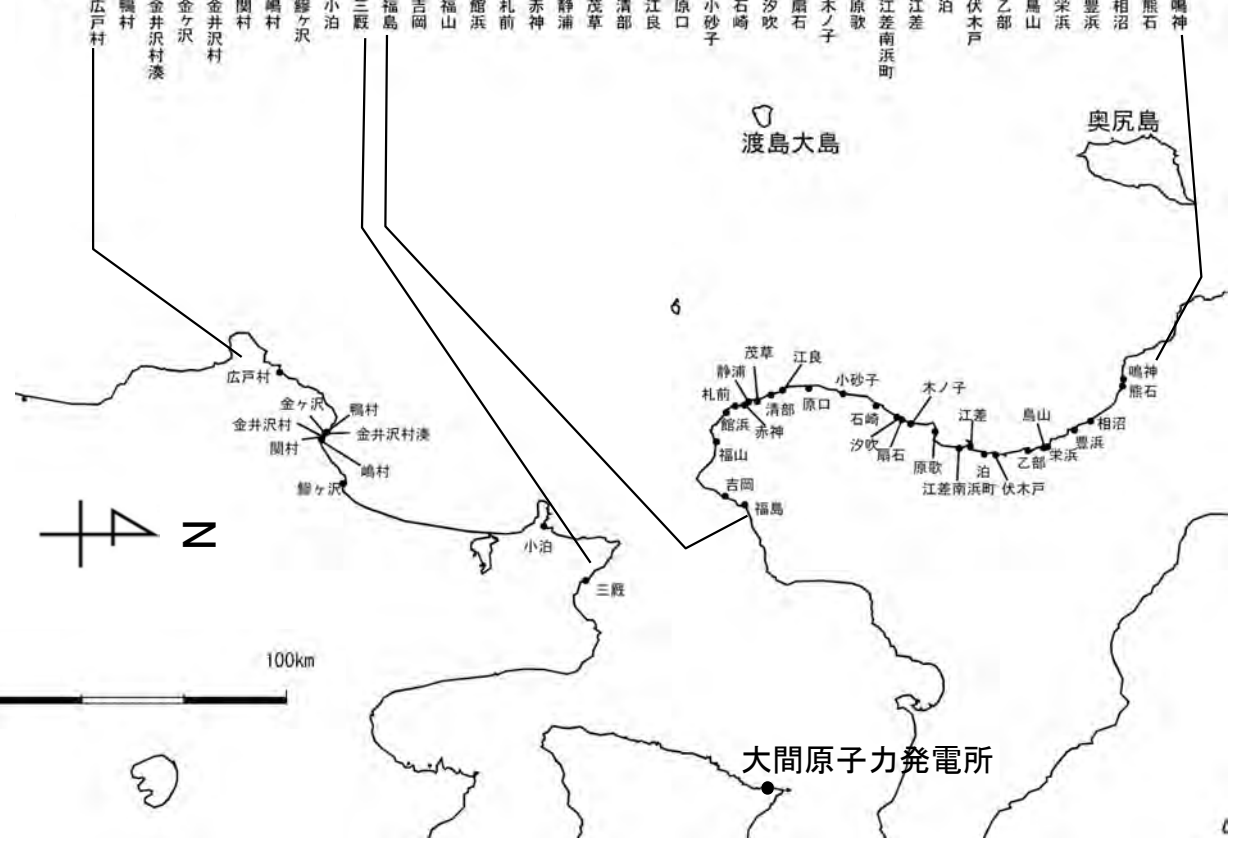 広戸村
鴨村
金井沢村湊
金ヶ沢
金井沢村
関村
嶋村
鰺ヶ沢
小泊
三厩
福島
吉岡
福山
館浜
札前
赤神
静浦
茂草
清部
江良
原口
小砂子
石崎
汐吹
扇石
木ノ子
原歌
江差南浜町
江差
泊
伏木戸
乙部
鳥山
栄浜
豊浜
相沼
熊石
鳴神
渡島大島
奥尻島
広戸村
金ヶ沢
鴨村
金井沢村
金井沢村湊
関村
嶋村
鰺ヶ沢
小泊
三厩
茂草
江良
静浦
小砂子
札前
原口
木ノ子
清部
石崎
江差
鳥山
鳴神
熊石
館浜
赤神
汐吹
扇石
原歌
相沼
豊浜
福山
泊
乙部
栄浜
江差南浜町
伏木戸
吉岡
福島
N
100km
大間原子力発電所